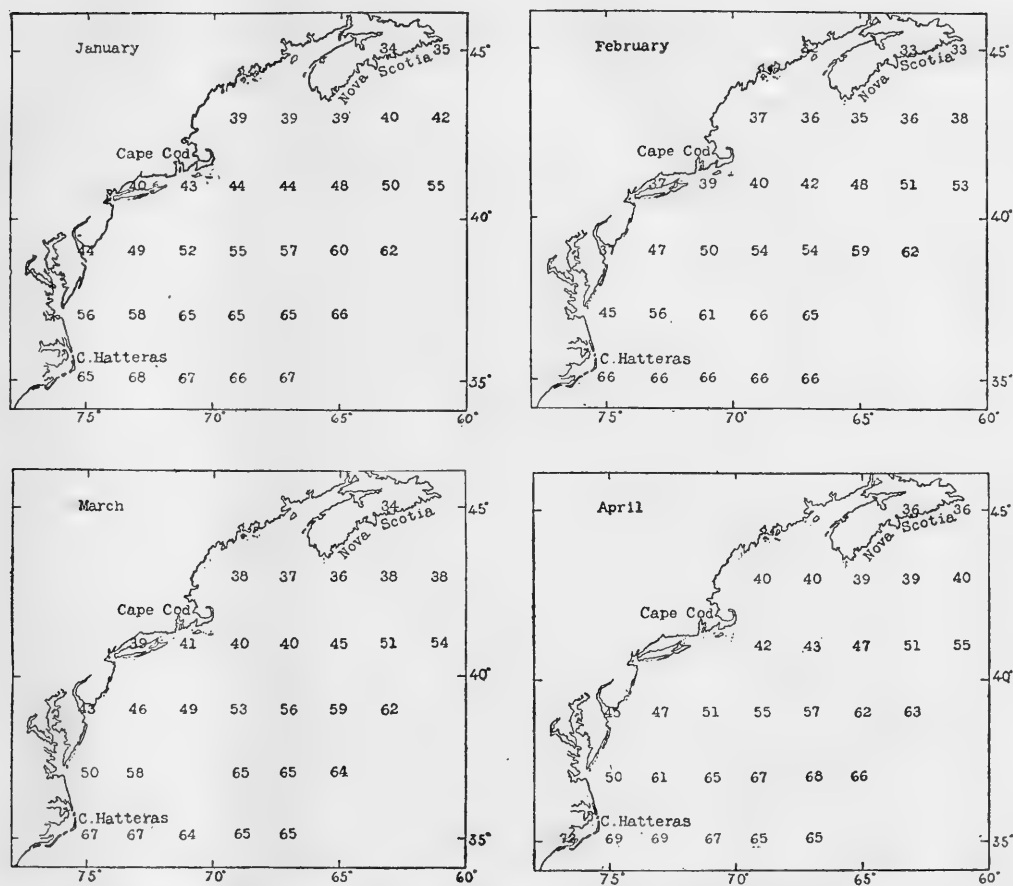 January
34 35
45°
Nova Scotia
39 39 39 40 42
Cape Cod
40 43 44 44 48 50 55
40°
44 49 52 55 57 60 62
56 58 65 65 65 66
C.Hatteras
65 68 67 66 67
35°
75° 70° 65° 60°
February
33 33
45°
Nova Scotia
37 36 35 36 38
Cape Cod
37 39 40 42 48 51 53
40°
37 47 50 54 54 59 62
45 56 61 66 65
C.Hatteras
66 66 66 66 66
35°
75° 70° 65° 60°
March
34
45°
Nova Scotia
38 37 36 38 38
Cape Cod
39 41 40 40 45 51 54
40°
43 46 49 53 56 59 62
50 58 65 65 64
C.Hatteras
67 67 64 65 65
35°
75° 70° 65° 60°
April
36 36
45°
Nova Scotia
40 40 39 39 40
Cape Cod
42 43 47 51 55
40°
45 47 51 55 57 62 63
50 61 65 67 68 66
C.Hatteras
69 69 67 65 65
35°
75° 70° 65° 60°